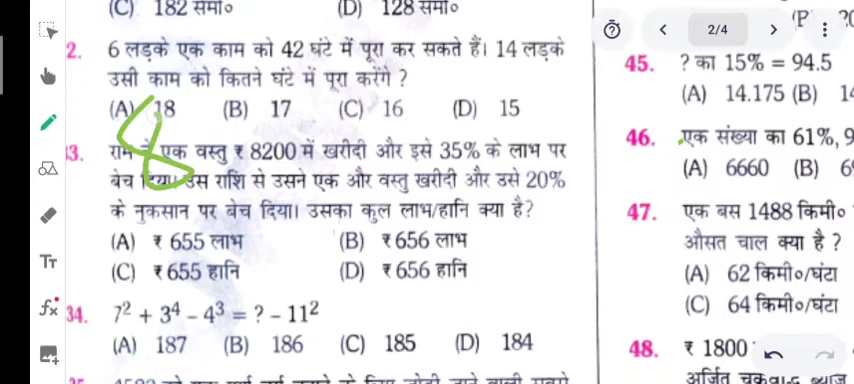 (C) 182 सेमी०
(D) 128 सेमी०
2. 6 लड़के एक काम को 42 घंटे में पूरा कर सकते हैं। 14 लड़के
उसी काम को कितने घंटे में पूरा करेंगे ?
(A) 18 (B) 17 (C) 16 (D) 15
33. राम ने एक वस्तु ₹ 8200 में खरीदी और इसे 35% के लाभ पर
बेच दिया। उस राशि से उसने एक और वस्तु खरीदी और उसे 20%
के नुकसान पर बेच दिया। उसका कुल लाभ/हानि क्या है?
(A) ₹ 655 लाभ (B) ₹ 656 लाभ
(C) ₹ 655 हानि (D) ₹ 656 हानि
34. 7² + 3⁴ – 4³ = ? – 11²
(A) 187 (B) 186 (C) 185 (D) 184
8
2/4
45. ? का 15% = 94.5
(A) 14.175 (B)
46. एक संख्या का 61%,
(A) 6660 (B)
47. एक बस 1488 किमी०
औसत चाल क्या है ?
(A) 62 किमी०/घंटा
(C) 64 किमी०/घंटा
48. ₹ 1800
अर्जित
Tт
fx